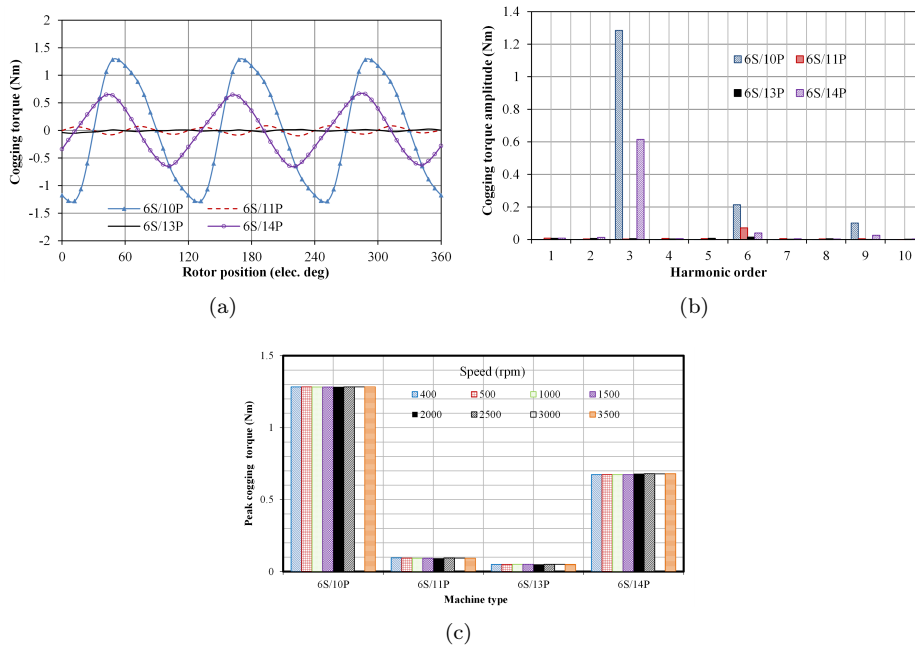 2
1.5
1
0.5
0
-0.5
-1
-1.5
-2
Cogging torque (Nm)
6S/10P
6S/11P
6S/13P
6S/14P
0 60 120 180 240 300 360
Rotor position (elec. deg)
(a)
1.4
1.2
1
0.8
0.6
0.4
0.2
0
Cogging torque amplitude (Nm)
6S/10P
6S/11P
6S/13P
6S/14P
1 2 3 4 5 6 7 8 9 10
Harmonic order
(b)
1.5
1
0.5
0
Peak cogging torque (Nm)
Speed (rpm)
400 500 1000 1500
2000 2500 3000 3500
6S/10P 6S/11P 6S/13P 6S/14P
Machine type
(c)